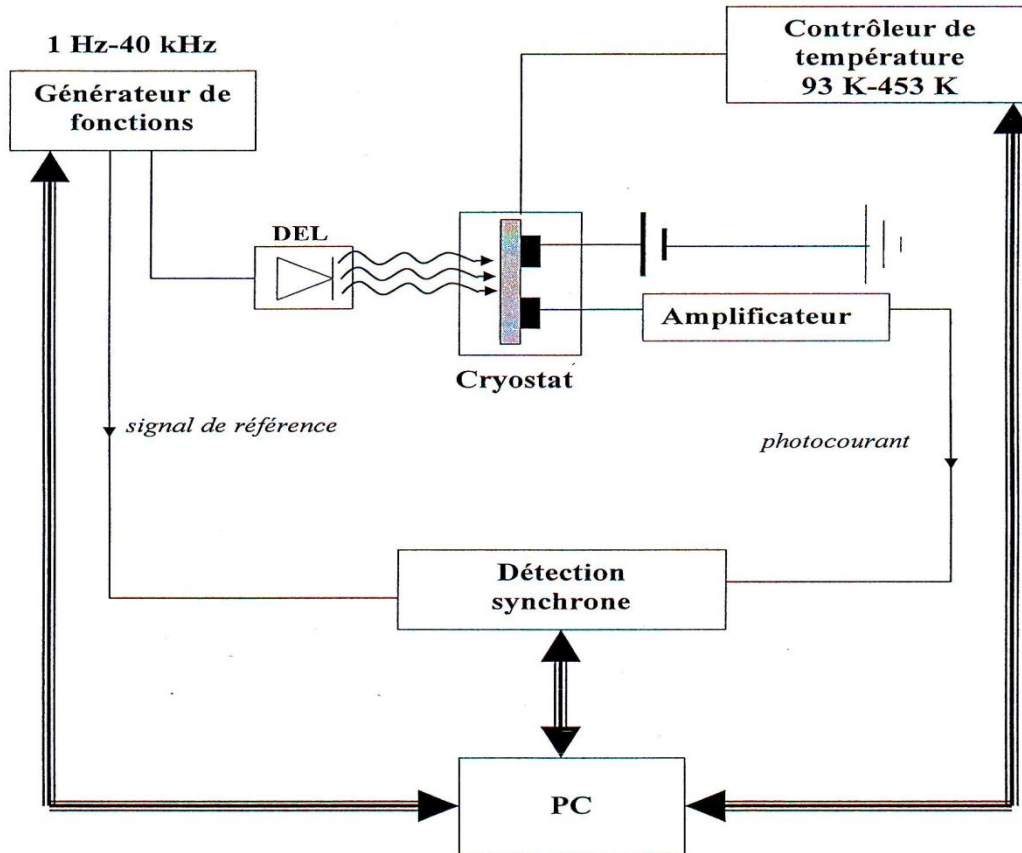 1 Hz-40 kHz
Générateur de
fonctions
Contrôleur de
température
93 K-453 K
DEL
Amplificateur
Cryostat
signal de référence
photocourant
Détection
synchrone
PC